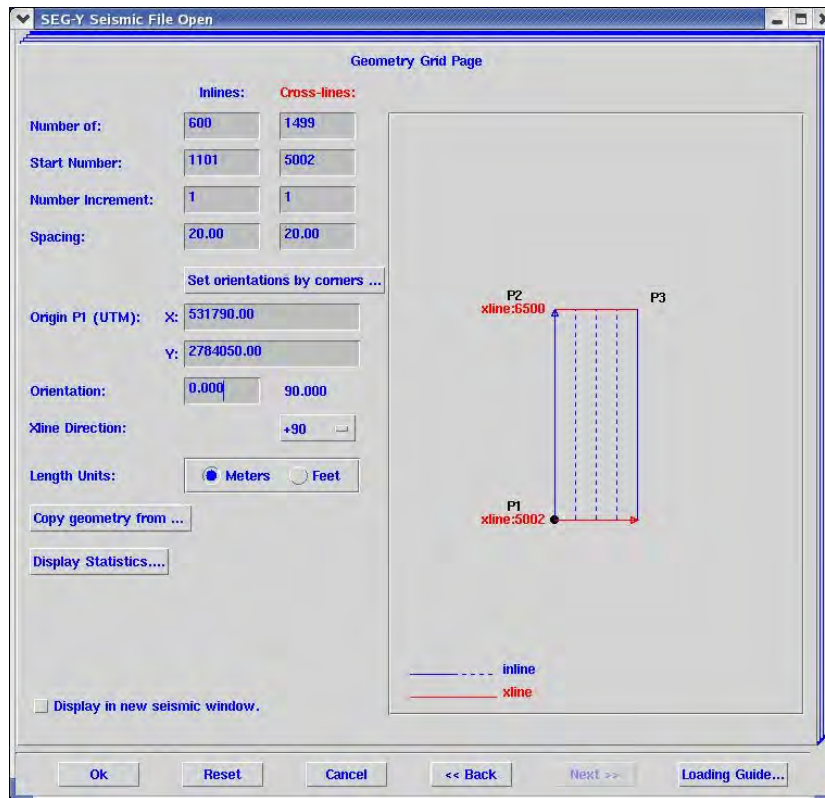 SEG-Y Seismic File Open
Geometry Grid Page
Inlines: Cross-lines:
Number of: 600 1499
Start Number: 1101 5002
Number Increment: 1 1
Spacing: 20.00 20.00
Set orientations by corners ...
Origin P1 (UTM): X: 531790.00
Y: 2784050.00
Orientation: 0.000 90.000
Xline Direction: +90
Length Units: Meters Feet
Copy geometry from ...
Display Statistics....
P2 P3
xline:6500
P1
xline:5002
inline
xline
Display in new seismic window.
Ok Reset Cancel << Back Next >> Loading Guide...